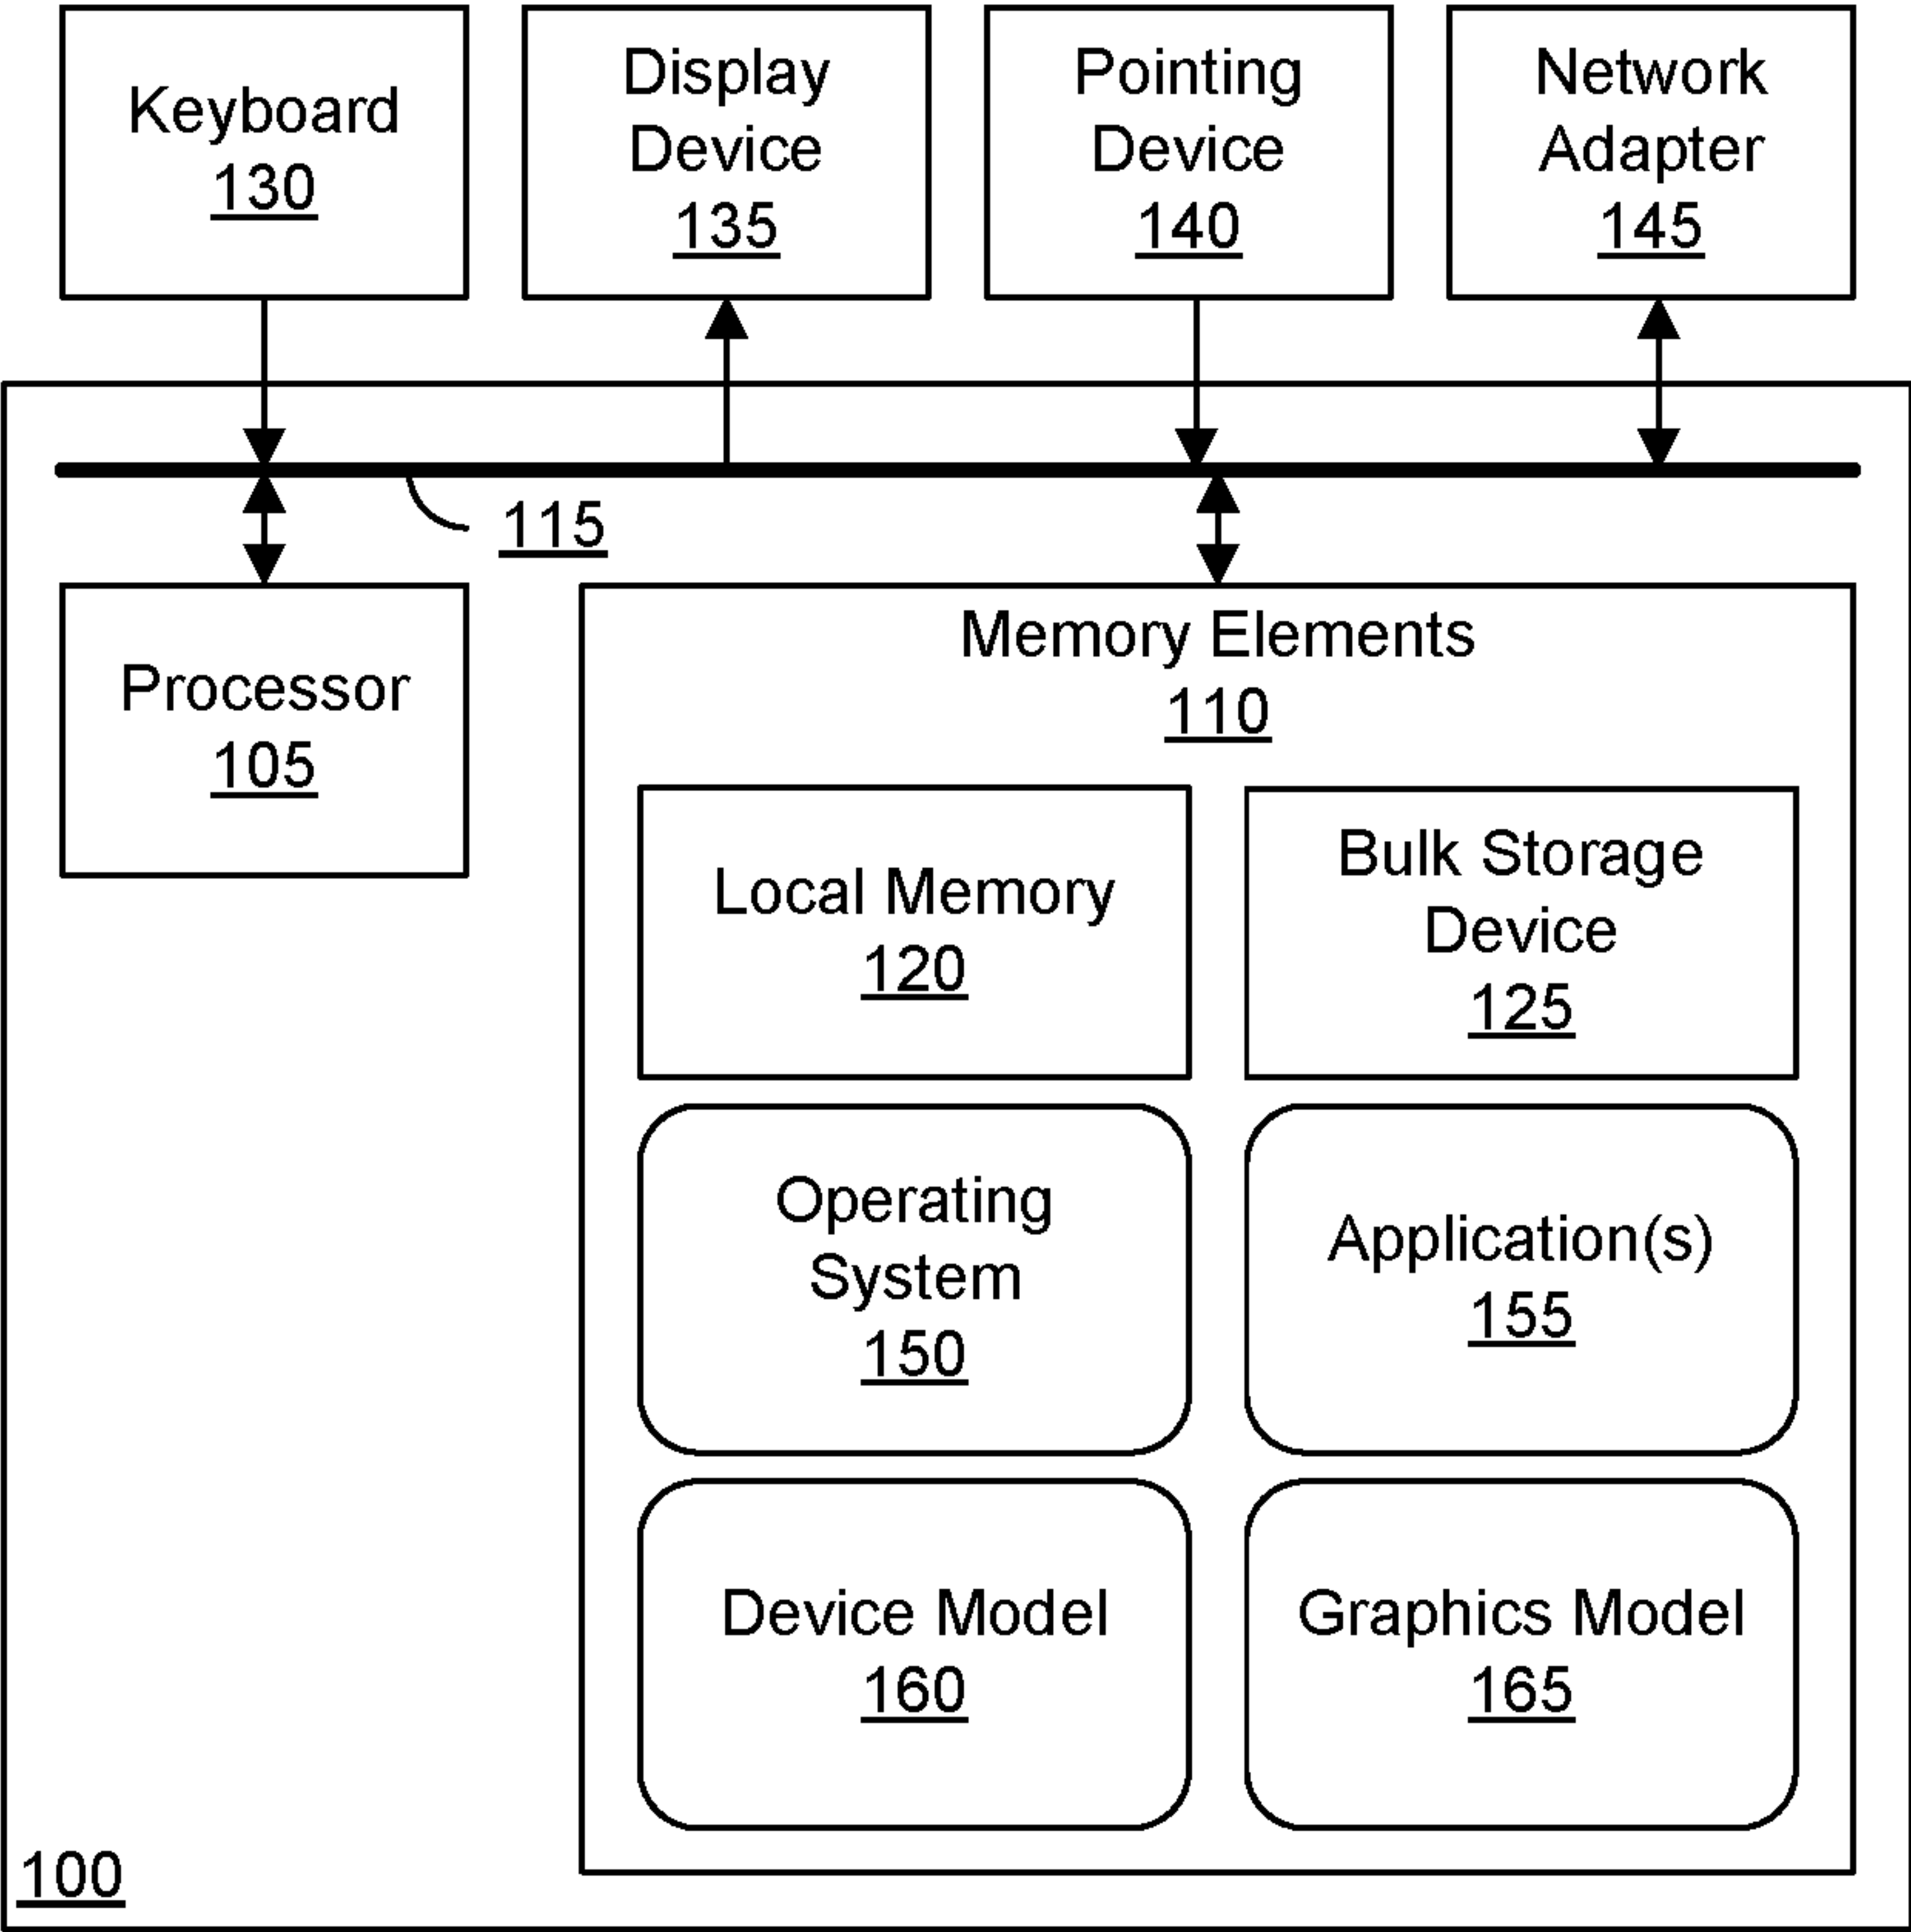 Keyboard
130
Display
Device
135
Pointing
Device
140
Network
Adapter
145
115
Processor
105
Memory Elements
110
Local Memory
120
Bulk Storage
Device
125
Operating
System
150
Application(s)
155
Device Model
160
Graphics Model
165
100